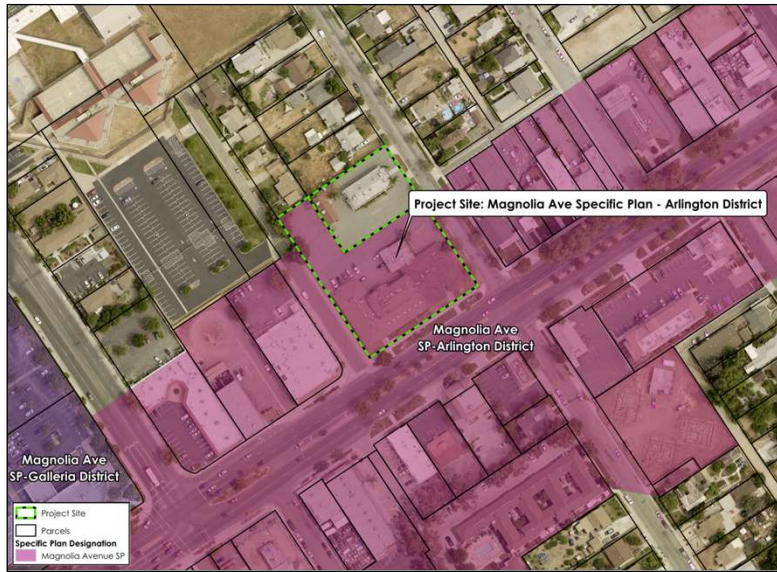 Project Site: Magnolia Ave Specific Plan - Arlington District
Magnolia Ave
SP-Arlington District
Magnolia Ave
SP-Galleria District
Project Site
Parcels
Specific Plan Designation
Magnolia Avenue SP